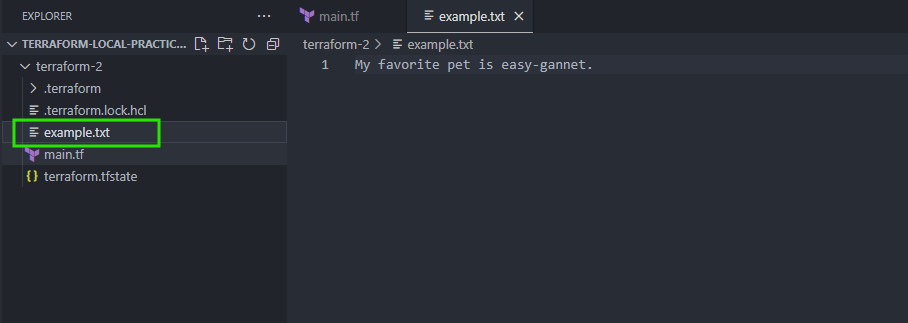 EXPLORER
TERRAFORM-LOCAL-PRACTIC...
terraform-2
.terraform
.terraform.lock.hcl
example.txt
main.tf
terraform.tfstate
main.tf
example.txt
terraform-2 > example.txt
1 My favorite pet is easy-gannet.